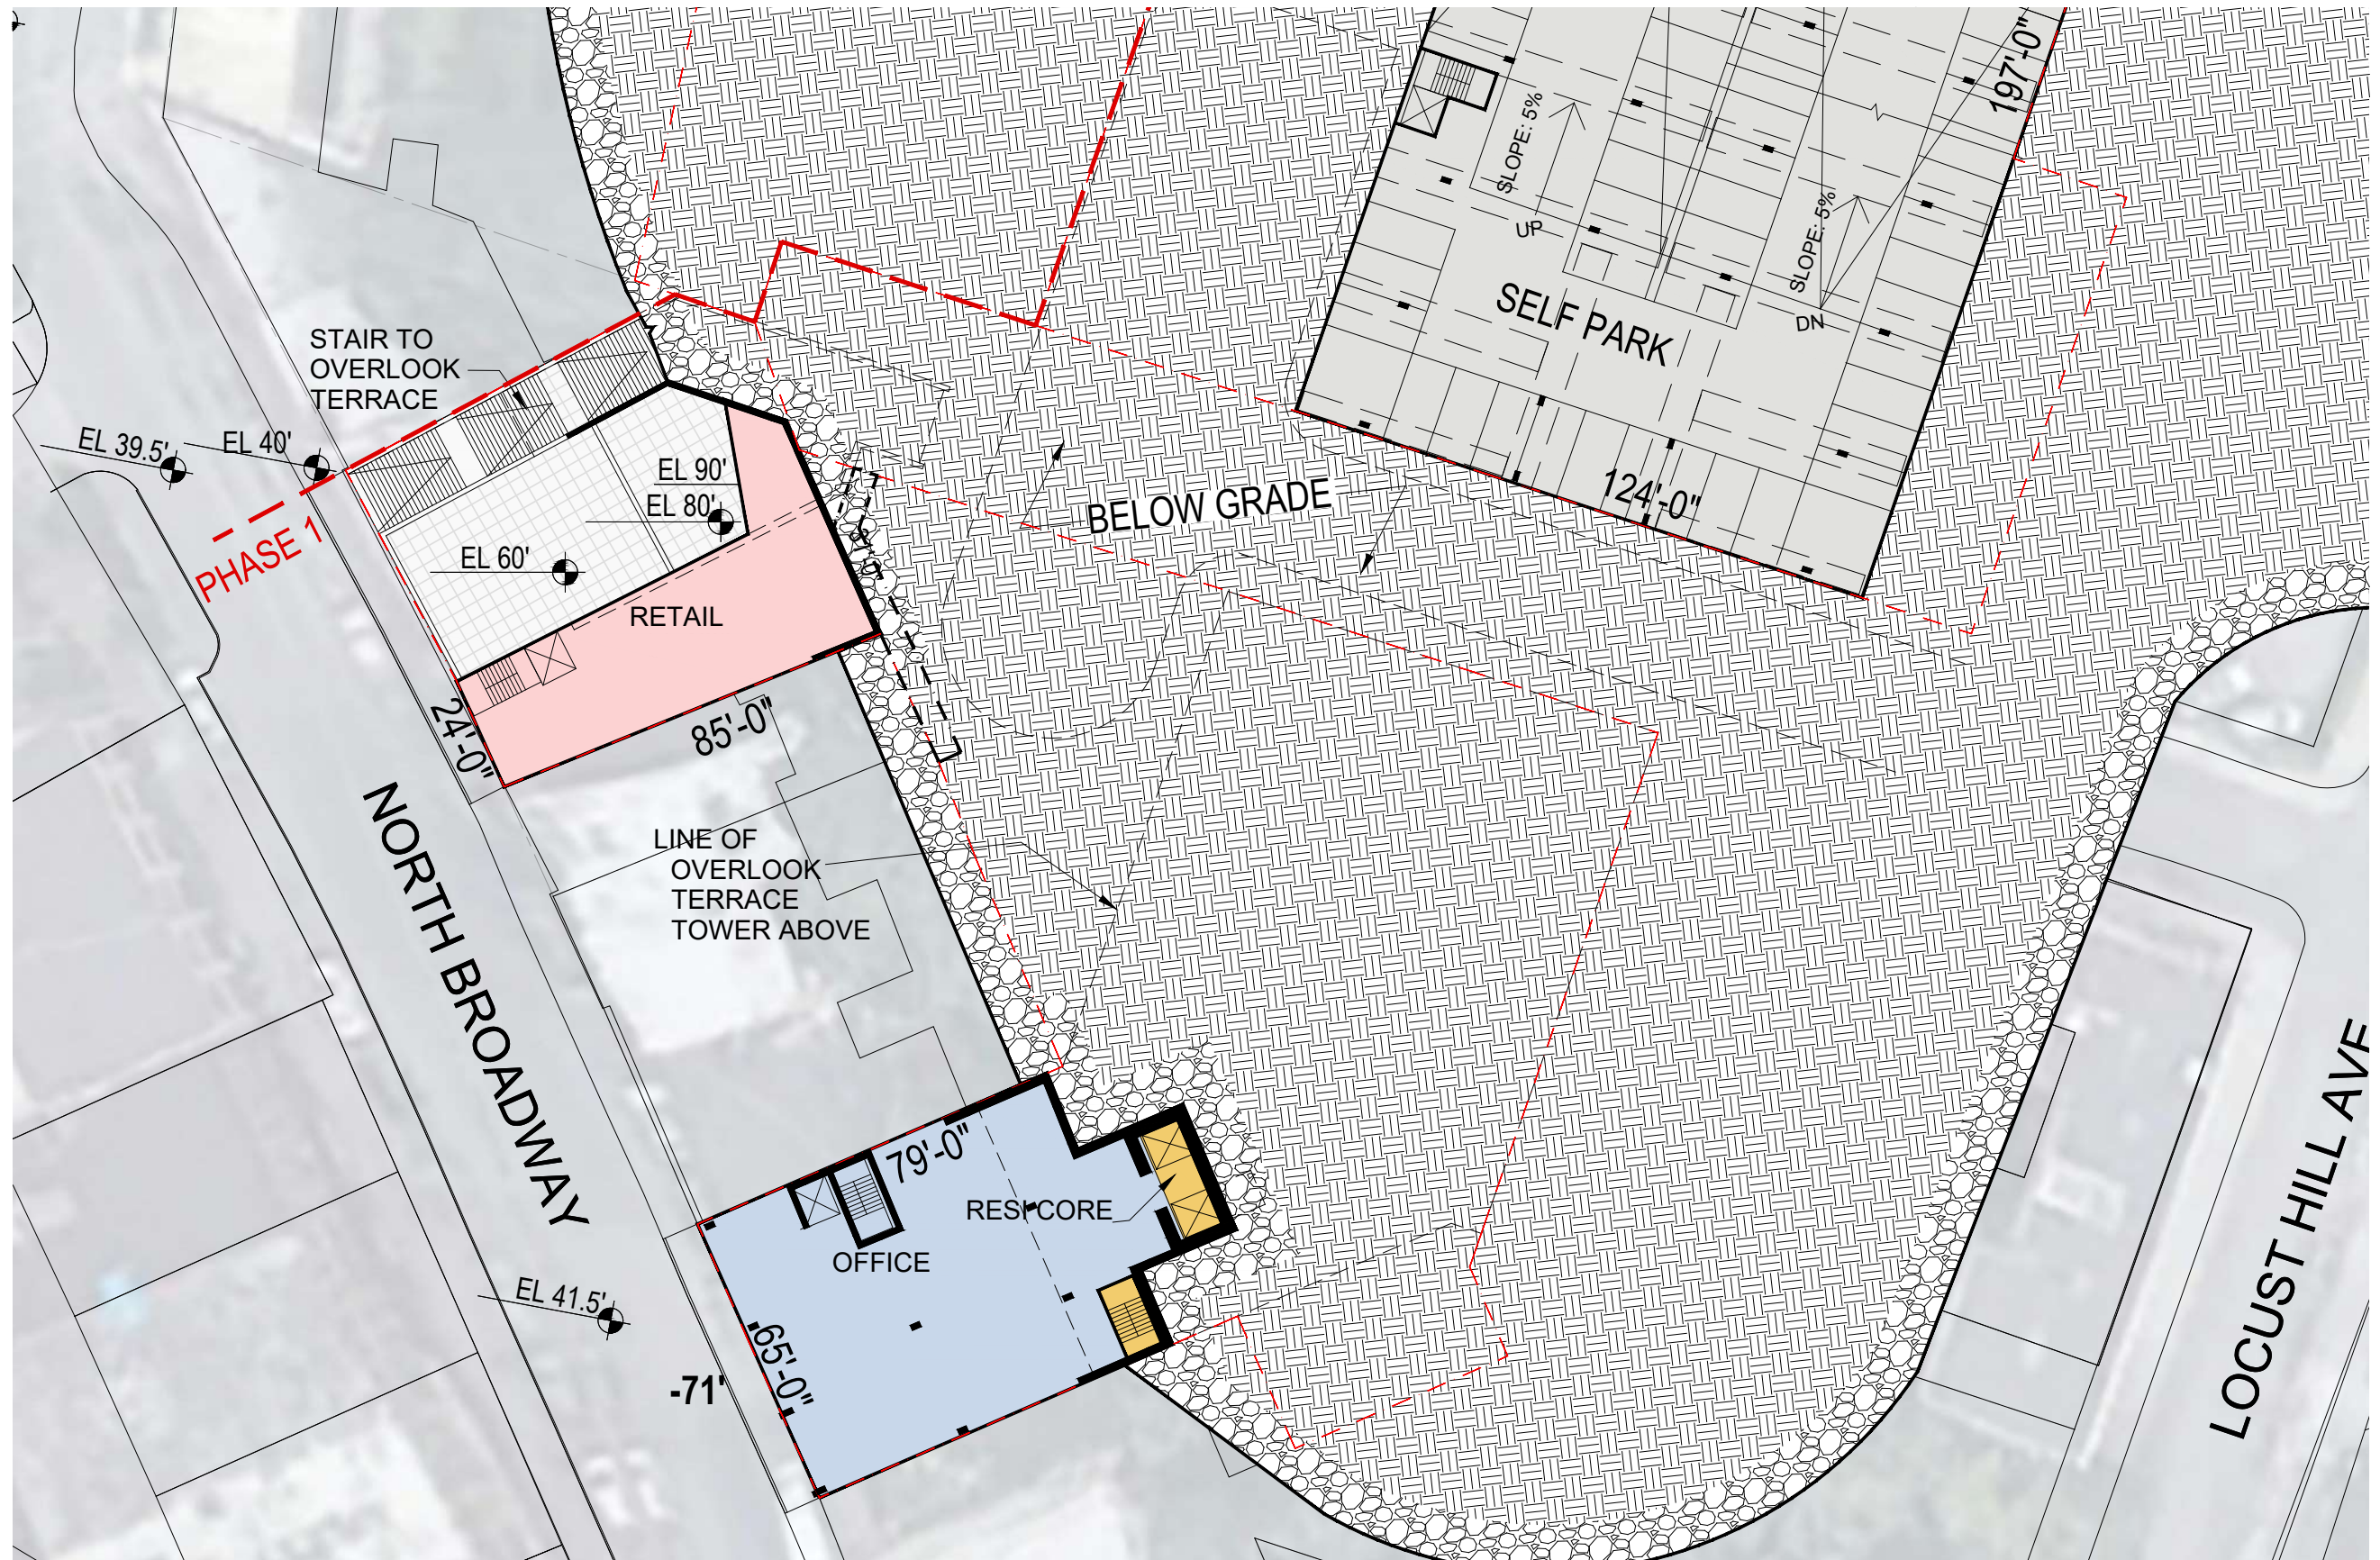 197'-0"
SLOPE: 5%
UP
SLOPE: 5%
DN
SELF PARK
STAIR TO
OVERLOOK
TERRACE
EL 39.5'
EL 40'
EL 90'
EL 80'
124'-0"
BELOW GRADE
PHASE 1
EL 60'
RETAIL
24'-0"
85'-0"
NORTH BROADWAY
LINE OF
OVERLOOK
TERRACE
TOWER ABOVE
79'-0"
RESI CORE
OFFICE
EL 41.5'
65'-0"
-71'
LOCUST HILL AVE